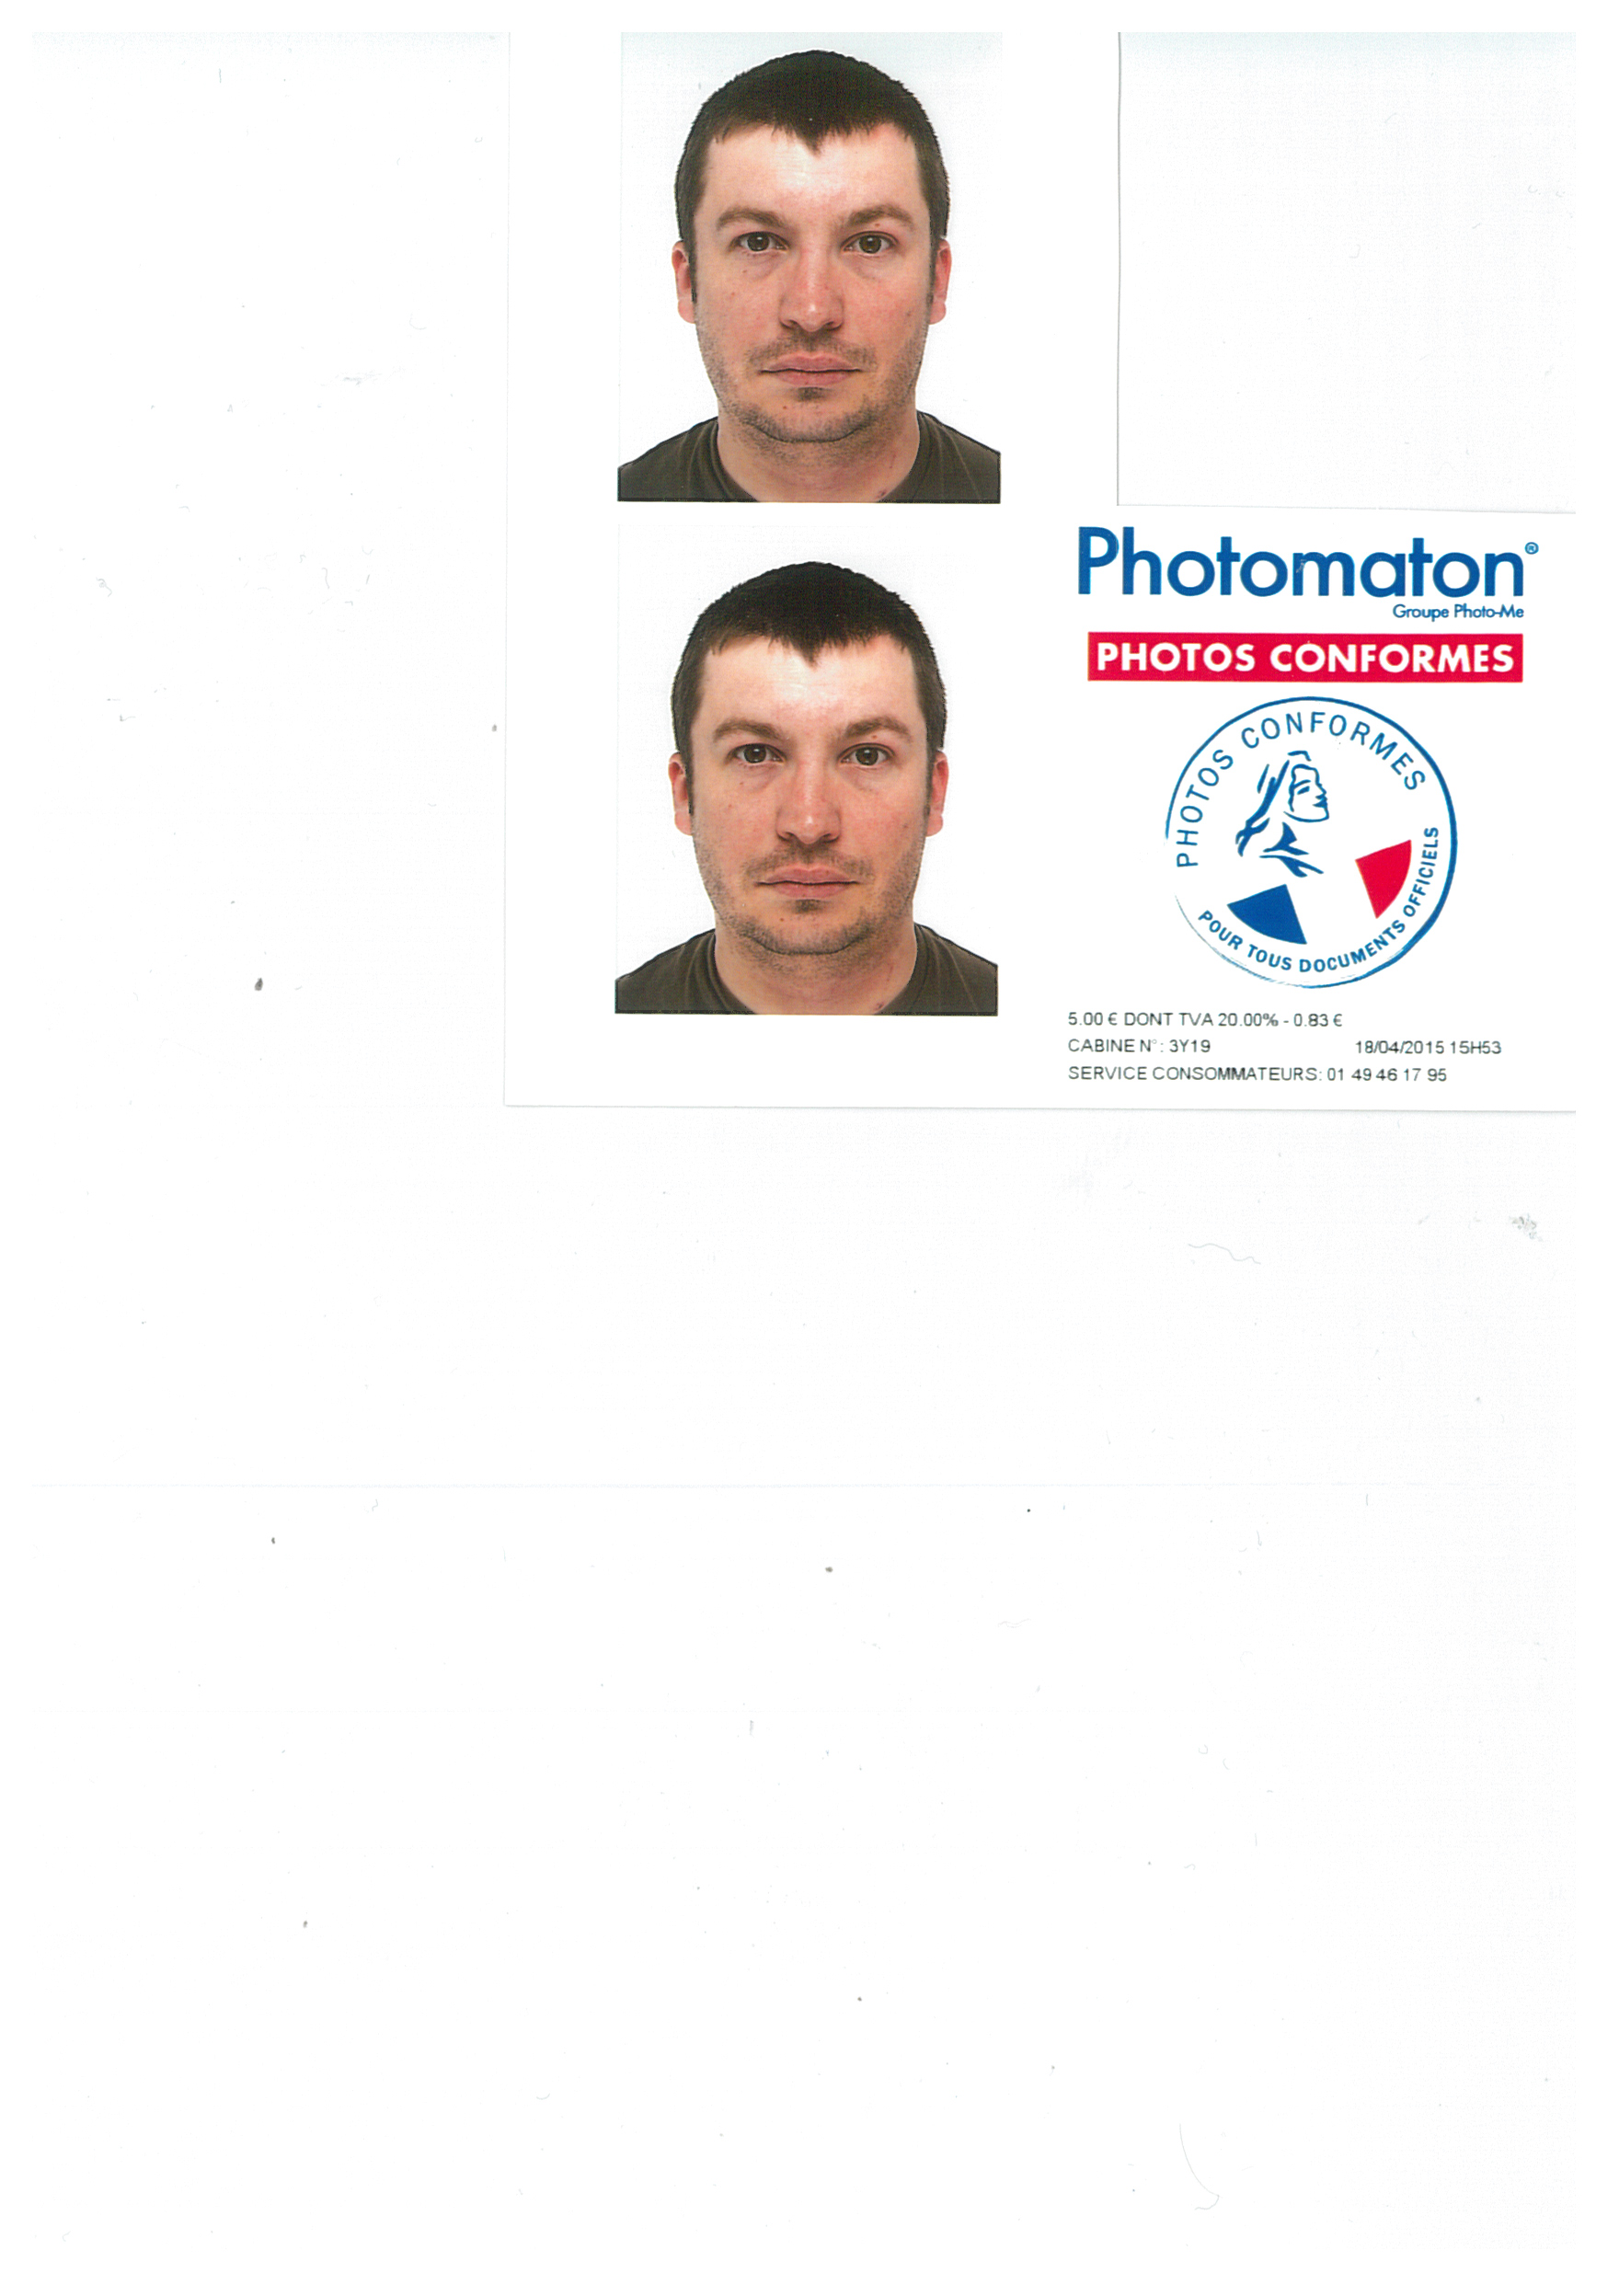 Photomaton®
Groupe Photo-Me
PHOTOS CONFORMES
PHOTOS CONFORMES
POUR TOUS DOCUMENTS OFFICIELS
5.00 € DONT TVA 20.00% - 0.83 €
CABINE N° : 3Y19 18/04/2015 15H53
SERVICE CONSOMMATEURS: 01 49 46 17 95